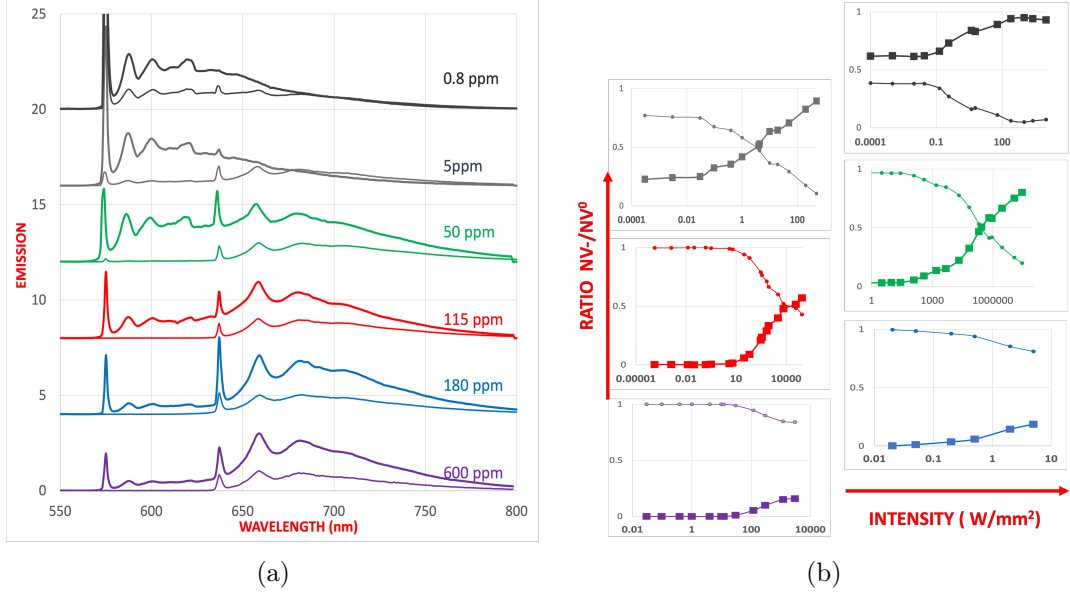 25
20
15
10
5
0
EMISSION
0.8 ppm
5ppm
50 ppm
115 ppm
180 ppm
600 ppm
550 600 650 700 750 800
WAVELENGTH (nm)
(a)
RATIO NV-/NV⁰
1
0.5
0
0.0001 0.01 1 100
1
0.5
0
0.00001 0.01 10 10000
1
0.5
0
0.01 1 100 10000
1
0.5
0
0.0001 0.1 100
1
0.5
0
1 1000 1000000
1
0.5
0
0.01 0.1 1 10
INTENSITY ( W/mm²)
(b)